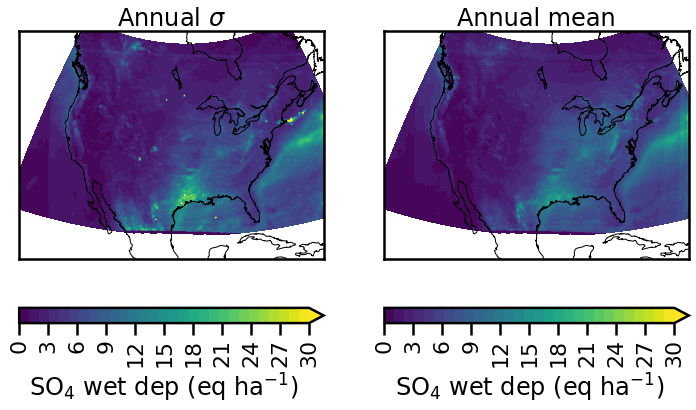 Annual σ
Annual mean
0 3 6 9 12 15 18 21 24 27 30
0 3 6 9 12 15 18 21 24 27 30
SO₄ wet dep (eq ha⁻¹)
SO₄ wet dep (eq ha⁻¹)